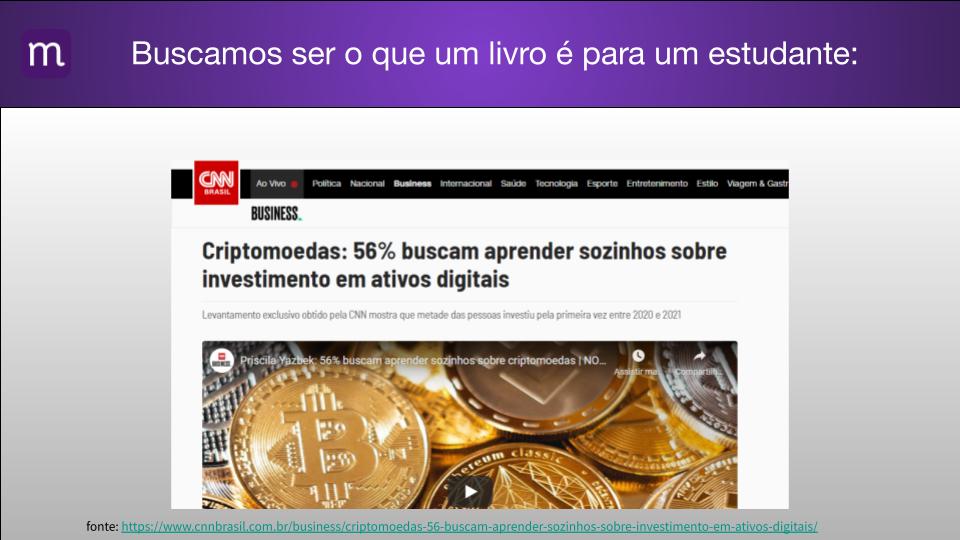 m
Buscamos ser o que um livro é para um estudante:
CNN
BRASIL
Ao Vivo Política Nacional Business Internacional Saúde Tecnologia Esporte Entretenimento Estilo Viagem & Gastr
BUSINESS.
Criptomoedas: 56% buscam aprender sozinhos sobre
investimento em ativos digitais
Levantamento exclusivo obtido pela CNN mostra que metade das pessoas investiu pela primeira vez entre 2020 e 2021
BUSINESS
Priscila Yazbek: 56% buscam aprender sozinhos sobre criptomoedas | NO...
Assistir ma... Compartilh...
ethereum classic
fonte: https://www.cnnbrasil.com.br/business/criptomoedas-56-buscam-aprender-sozinhos-sobre-investimento-em-ativos-digitais/